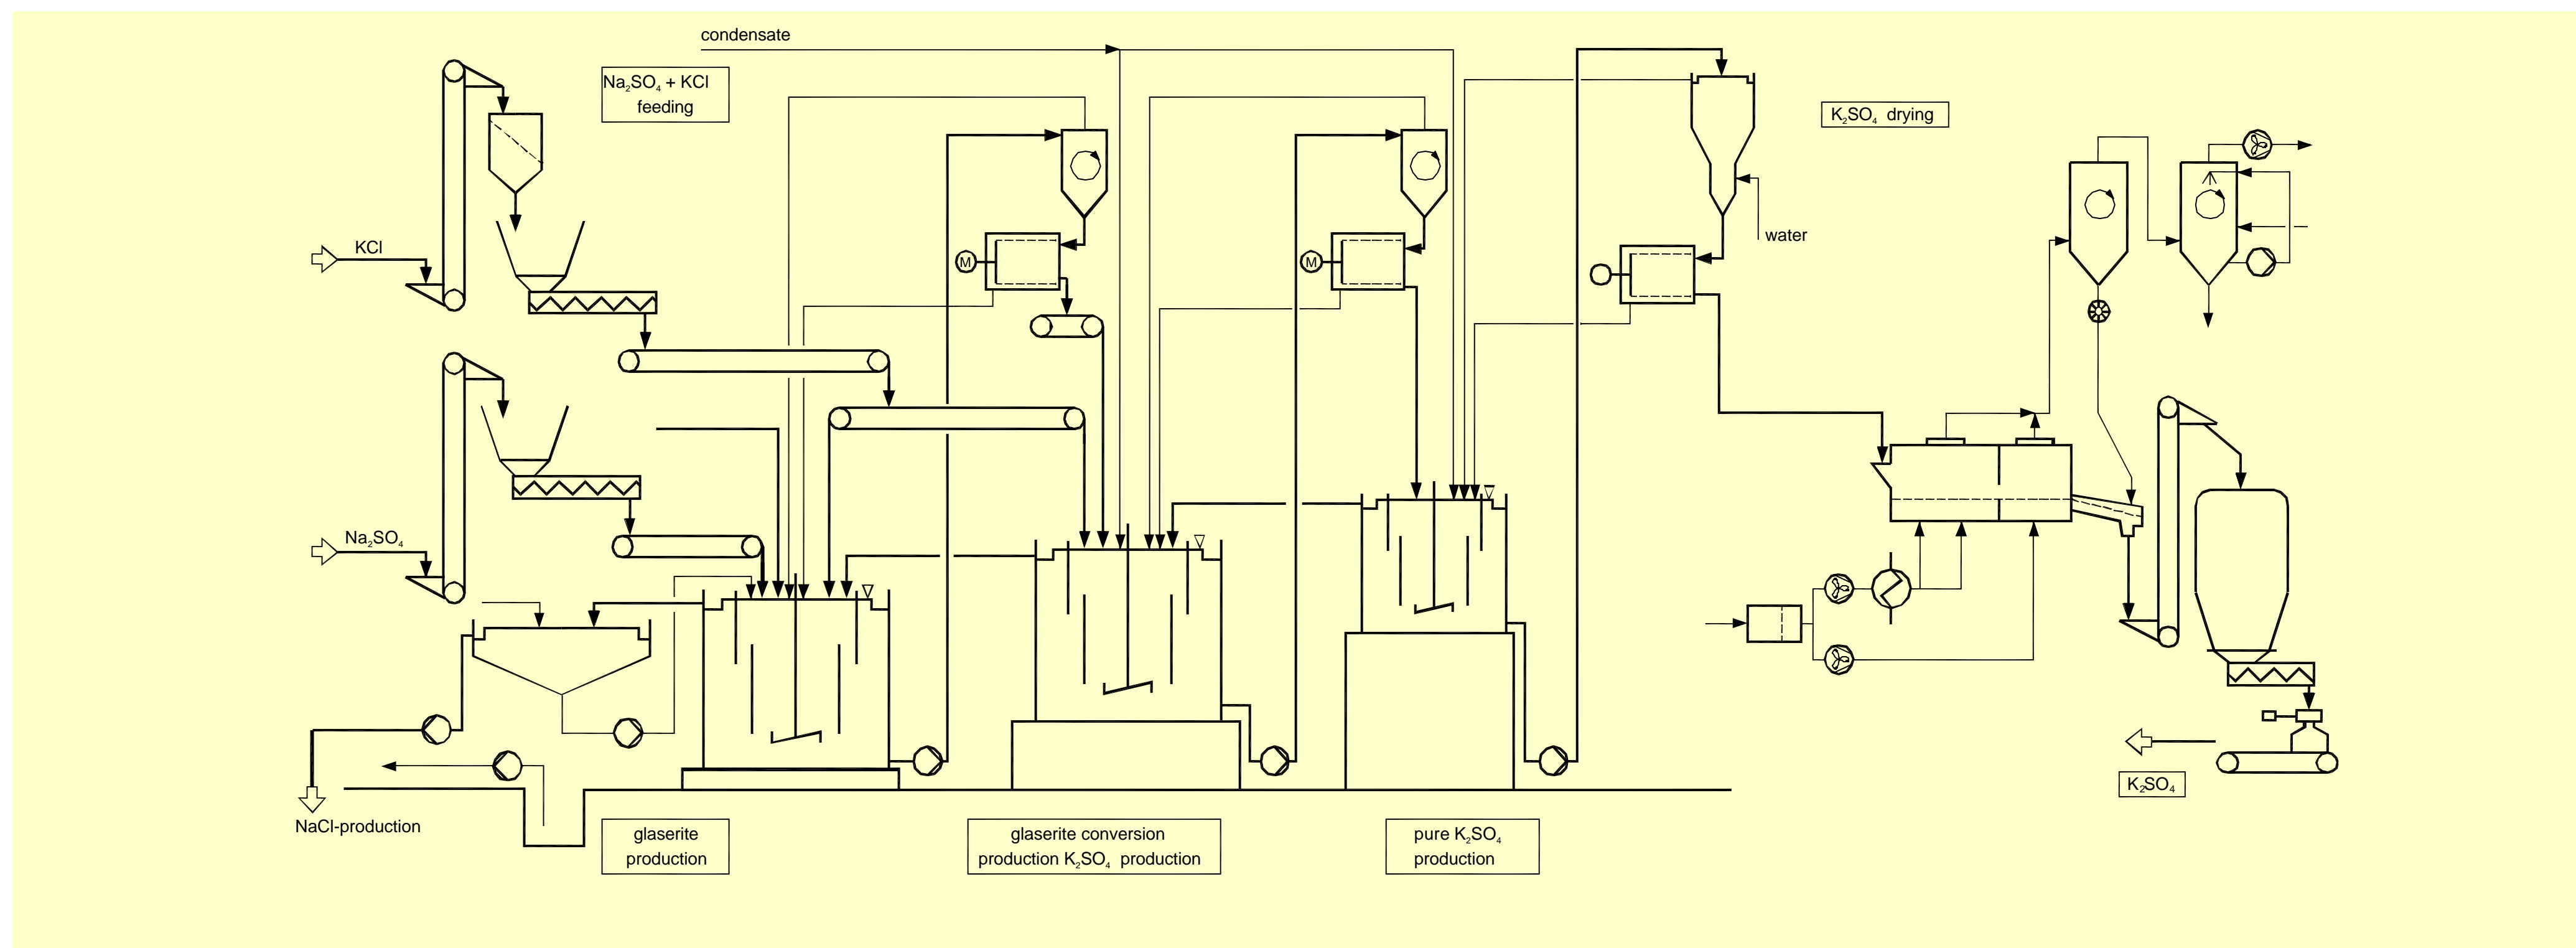 condensate
Na₂SO₄ + KCl
feeding
K₂SO₄ drying
KCl
water
M
M
Na₂SO₄
NaCl-production
glaserite
production
glaserite conversion
production K₂SO₄ production
pure K₂SO₄
production
K₂SO₄